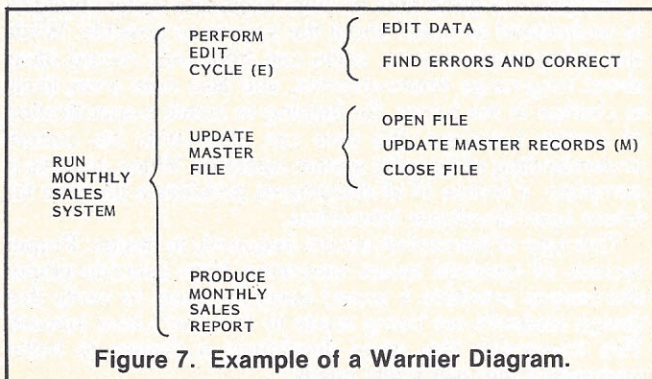 RUN
MONTHLY
SALES
SYSTEM
PERFORM
EDIT
CYCLE (E)
EDIT DATA
FIND ERRORS AND CORRECT
UPDATE
MASTER
FILE
OPEN FILE
UPDATE MASTER RECORDS (M)
CLOSE FILE
PRODUCE
MONTHLY
SALES
REPORT
Figure 7. Example of a Warnier Diagram.